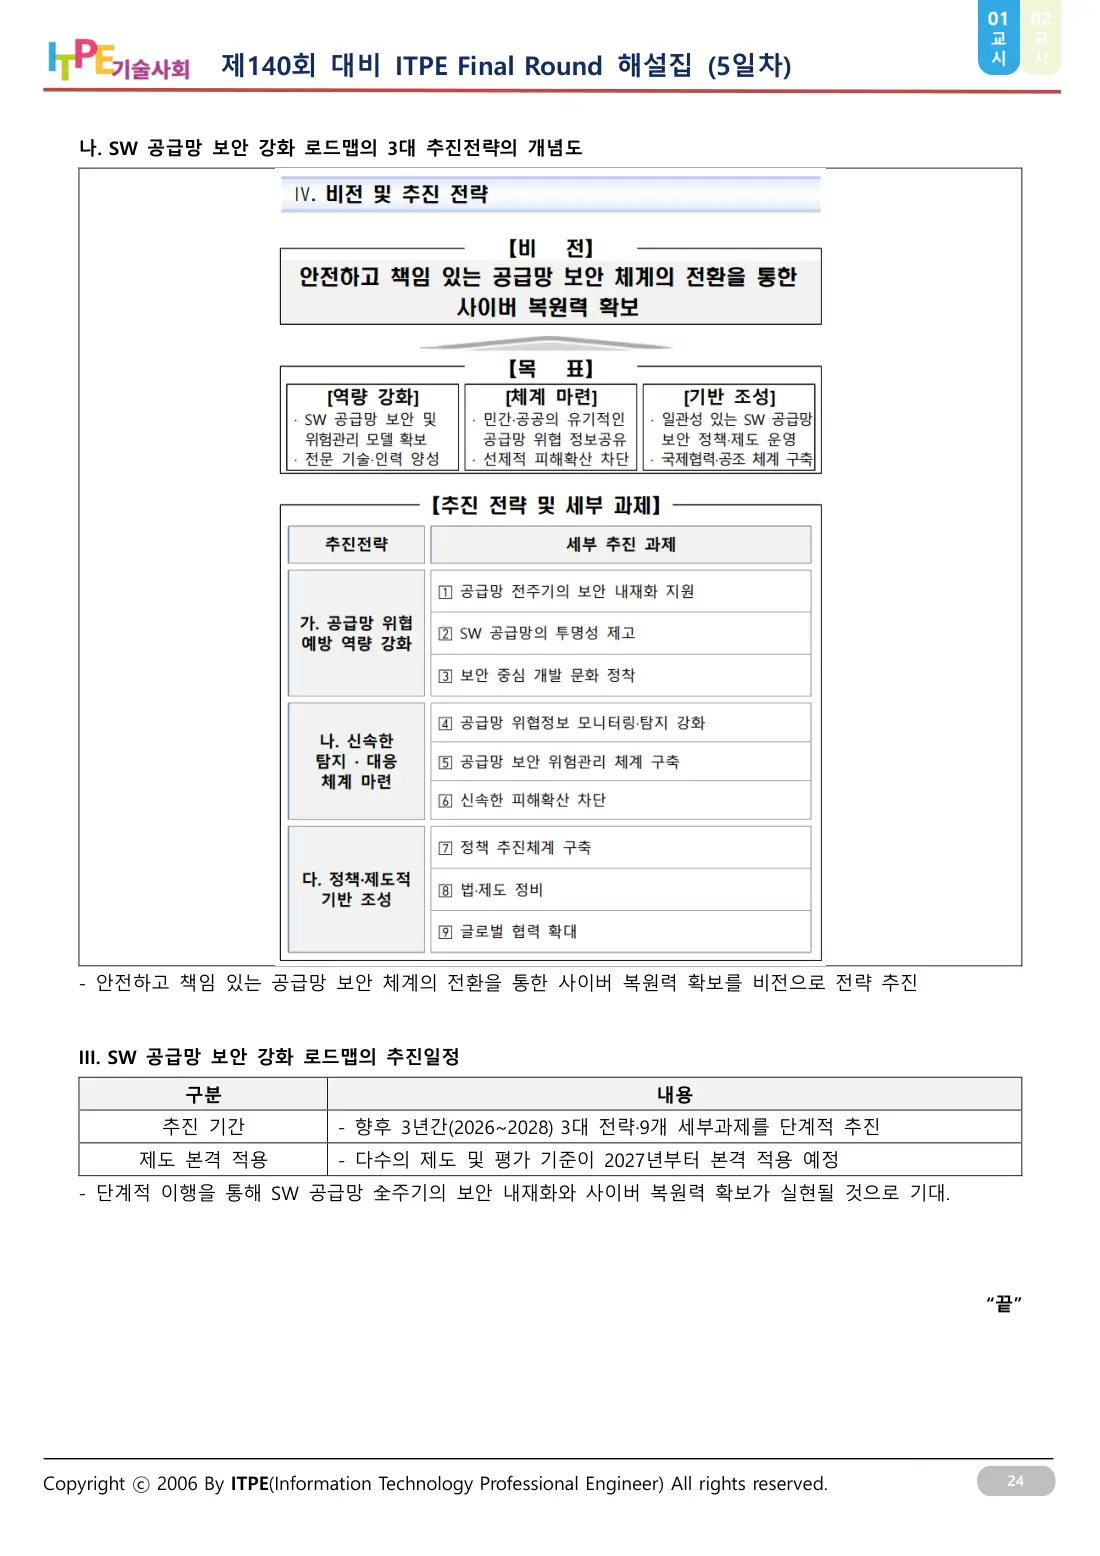 ITPE기술사회 제140회 대비 ITPE Final Round 해설집 (5일차)
01
교
시
02
교
시
나. SW 공급망 보안 강화 로드맵의 3대 추진전략의 개념도
Ⅳ. 비전 및 추진 전략
【비 전】
안전하고 책임 있는 공급망 보안 체계의 전환을 통한
사이버 복원력 확보
【목 표】
[역량 강화]
· SW 공급망 보안 및
위험관리 모델 확보
· 전문 기술·인력 양성
[체계 마련]
· 민간·공공의 유기적인
공급망 위협 정보공유
· 선제적 피해확산 차단
[기반 조성]
· 일관성 있는 SW 공급망
보안 정책·제도 운영
· 국제협력·공조 체계 구축
【추진 전략 및 세부 과제】
추진전략 세부 추진 과제
가. 공급망 위협
예방 역량 강화
1 공급망 전주기의 보안 내재화 지원
2 SW 공급망의 투명성 제고
3 보안 중심 개발 문화 정착
나. 신속한
탐지 · 대응
체계 마련
4 공급망 위협정보 모니터링·탐지 강화
5 공급망 보안 위험관리 체계 구축
6 신속한 피해확산 차단
다. 정책·제도적
기반 조성
7 정책 추진체계 구축
8 법·제도 정비
9 글로벌 협력 확대
- 안전하고 책임 있는 공급망 보안 체계의 전환을 통한 사이버 복원력 확보를 비전으로 전략 추진
III. SW 공급망 보안 강화 로드맵의 추진일정
구분 내용
추진 기간 - 향후 3년간(2026~2028) 3대 전략·9개 세부과제를 단계적 추진
제도 본격 적용 - 다수의 제도 및 평가 기준이 2027년부터 본격 적용 예정
- 단계적 이행을 통해 SW 공급망 全주기의 보안 내재화와 사이버 복원력 확보가 실현될 것으로 기대.
“끝”
Copyright ⓒ 2006 By ITPE(Information Technology Professional Engineer) All rights reserved.
24